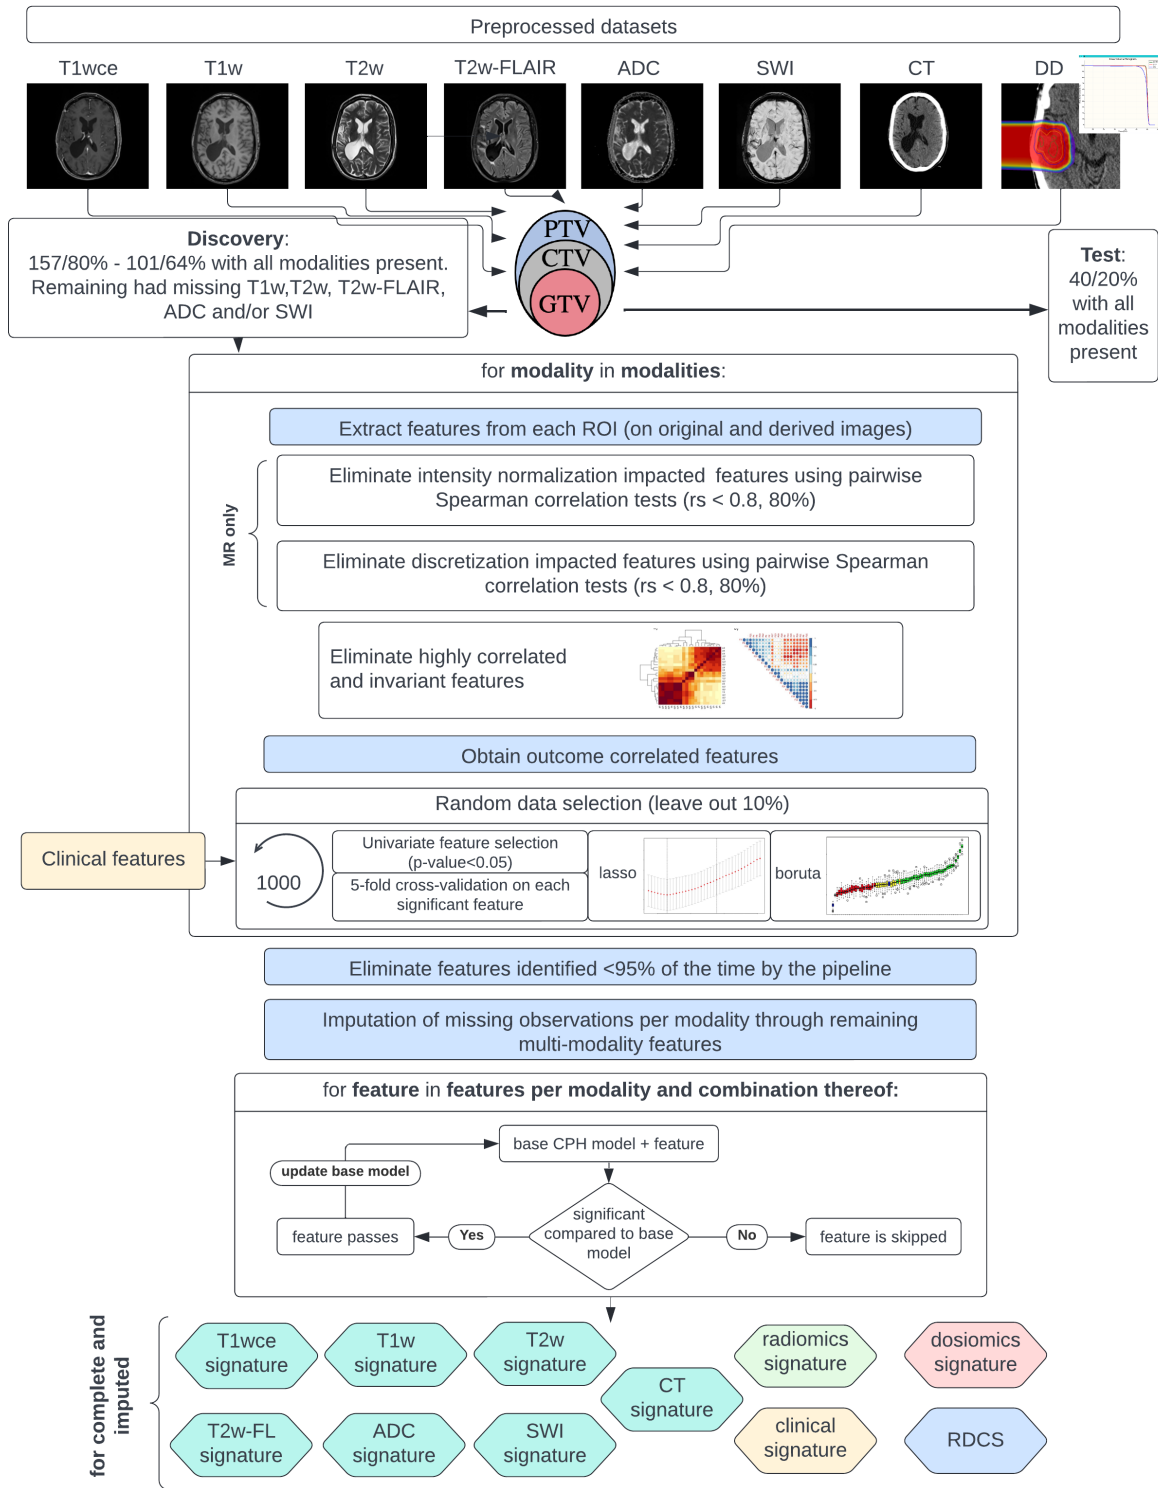 Preprocessed datasets
T1wce
T1w
T2w
T2w-FLAIR
ADC
SWI
CT
DD
PTV
CTV
GTV
Discovery:
157/80% - 101/64% with all modalities present.
Remaining had missing T1w,T2w, T2w-FLAIR,
ADC and/or SWI
Test:
40/20%
with all
modalities
present
for modality in modalities:
Extract features from each ROI (on original and derived images)
MR only
Eliminate intensity normalization impacted features using pairwise
Spearman correlation tests (rs < 0.8, 80%)
Eliminate discretization impacted features using pairwise Spearman
correlation tests (rs < 0.8, 80%)
Eliminate highly correlated
and invariant features
Obtain outcome correlated features
Random data selection (leave out 10%)
Clinical features
1000
Univariate feature selection
(p-value<0.05)
5-fold cross-validation on each
significant feature
lasso
boruta
Eliminate features identified <95% of the time by the pipeline
Imputation of missing observations per modality through remaining
multi-modality features
for feature in features per modality and combination thereof:
base CPH model + feature
update base model
significant
compared to base
model
feature passes
Yes
No
feature is skipped
for complete and
imputed
T1wce
signature
T1w
signature
T2w
signature
CT
signature
radiomics
signature
dosiomics
signature
T2w-FL
signature
ADC
signature
SWI
signature
clinical
signature
RDCS